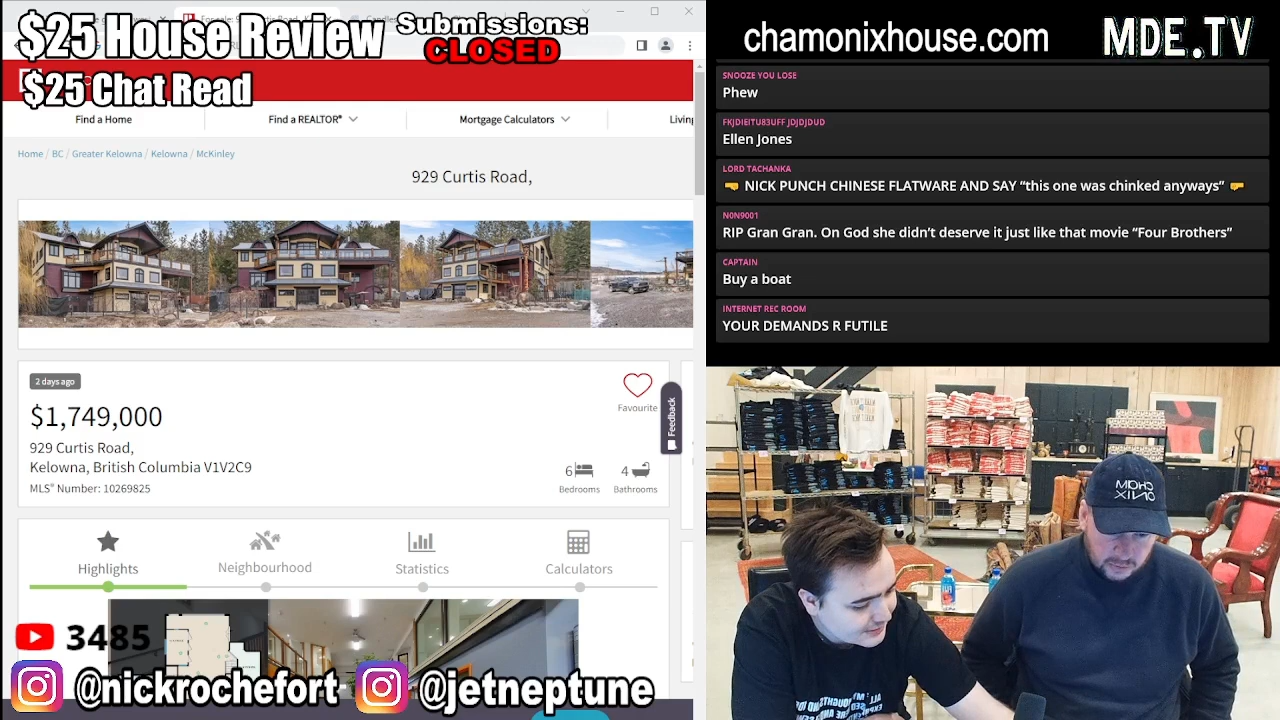 $25 House Review
Submissions:
CLOSED
$25 Chat Read
chamonixhouse.com
MDE.TV
Find a Home
Find a REALTOR®
Mortgage Calculators
Living
Home / BC / Greater Kelowna / Kelowna / McKinley
929 Curtis Road,
2 days ago
$1,749,000
Favourite
Feedback
929 Curtis Road,
Kelowna, British Columbia V1V2C9
MLS® Number: 10269825
6
Bedrooms
4
Bathrooms
Highlights
Neighbourhood
Statistics
Calculators
3485
@nickrochefort
@jetneptune
SNOOZE YOU LOSE
Phew
FKJDIEITU83UFF JDJDJDUD
Ellen Jones
LORD TACHANKA
🤜 NICK PUNCH CHINESE FLATWARE AND SAY “this one was chinked anyways” 🤛
N0N9001
RIP Gran Gran. On God she didn’t deserve it just like that movie “Four Brothers”
CAPTAIN
Buy a boat
INTERNET REC ROOM
YOUR DEMANDS R FUTILE
CHAM
ONIX